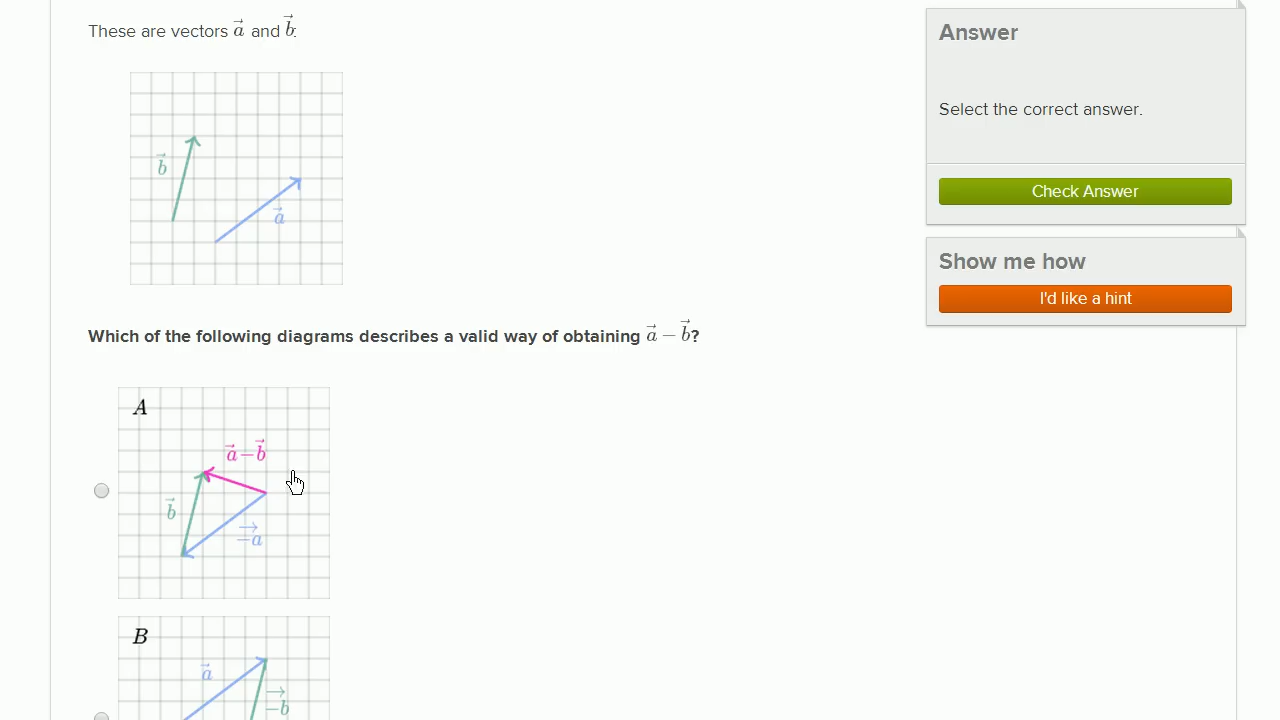 These are vectors a⃗ and b⃗:
b⃗
a⃗
Which of the following diagrams describes a valid way of obtaining a⃗ − b⃗?
A
a⃗−b⃗
b⃗
−a⃗
B
a⃗
−b⃗
Answer
Select the correct answer.
Check Answer
Show me how
I'd like a hint